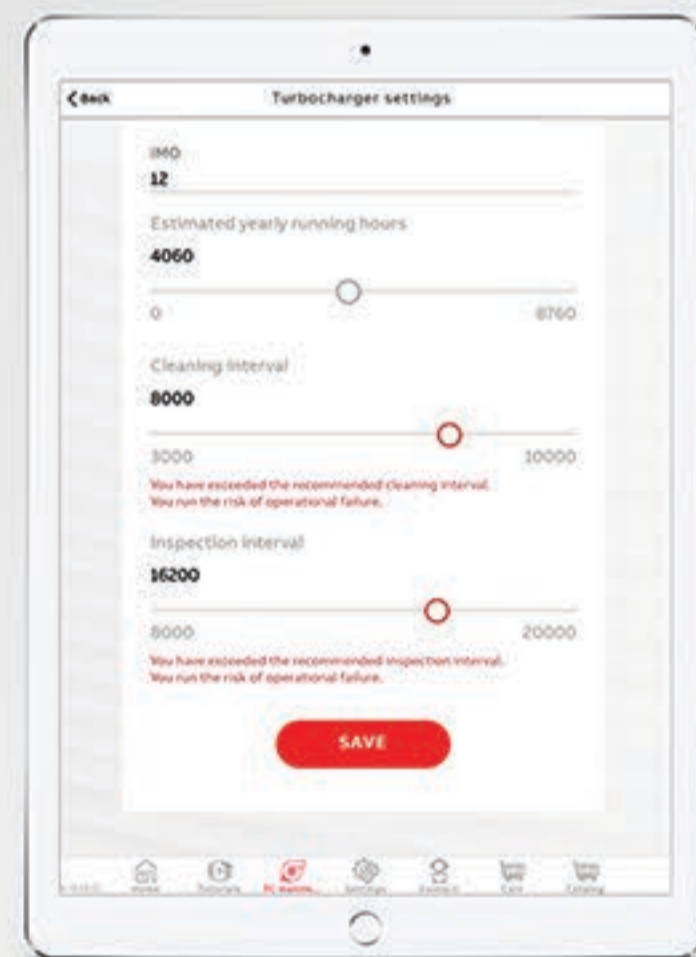 Back
Turbocharger settings
IMO
12
Estimated yearly running hours
4060
0
8760
Cleaning interval
8000
3000
10000
You have exceeded the recommended cleaning interval.
You run the risk of operational failure.
Inspection interval
16200
8000
20000
You have exceeded the recommended inspection interval.
You run the risk of operational failure.
SAVE
Home
Tutorials
Settings
Contact
Cart
Catalog